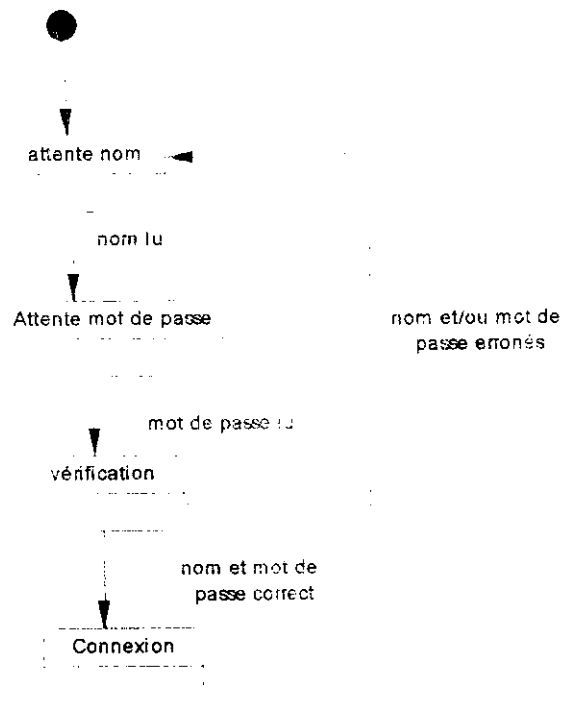 attente nom
nom lu
Attente mot de passe
nom et/ou mot de
passe erronés
mot de passe lu
vérification
nom et mot de
passe correct
Connexion